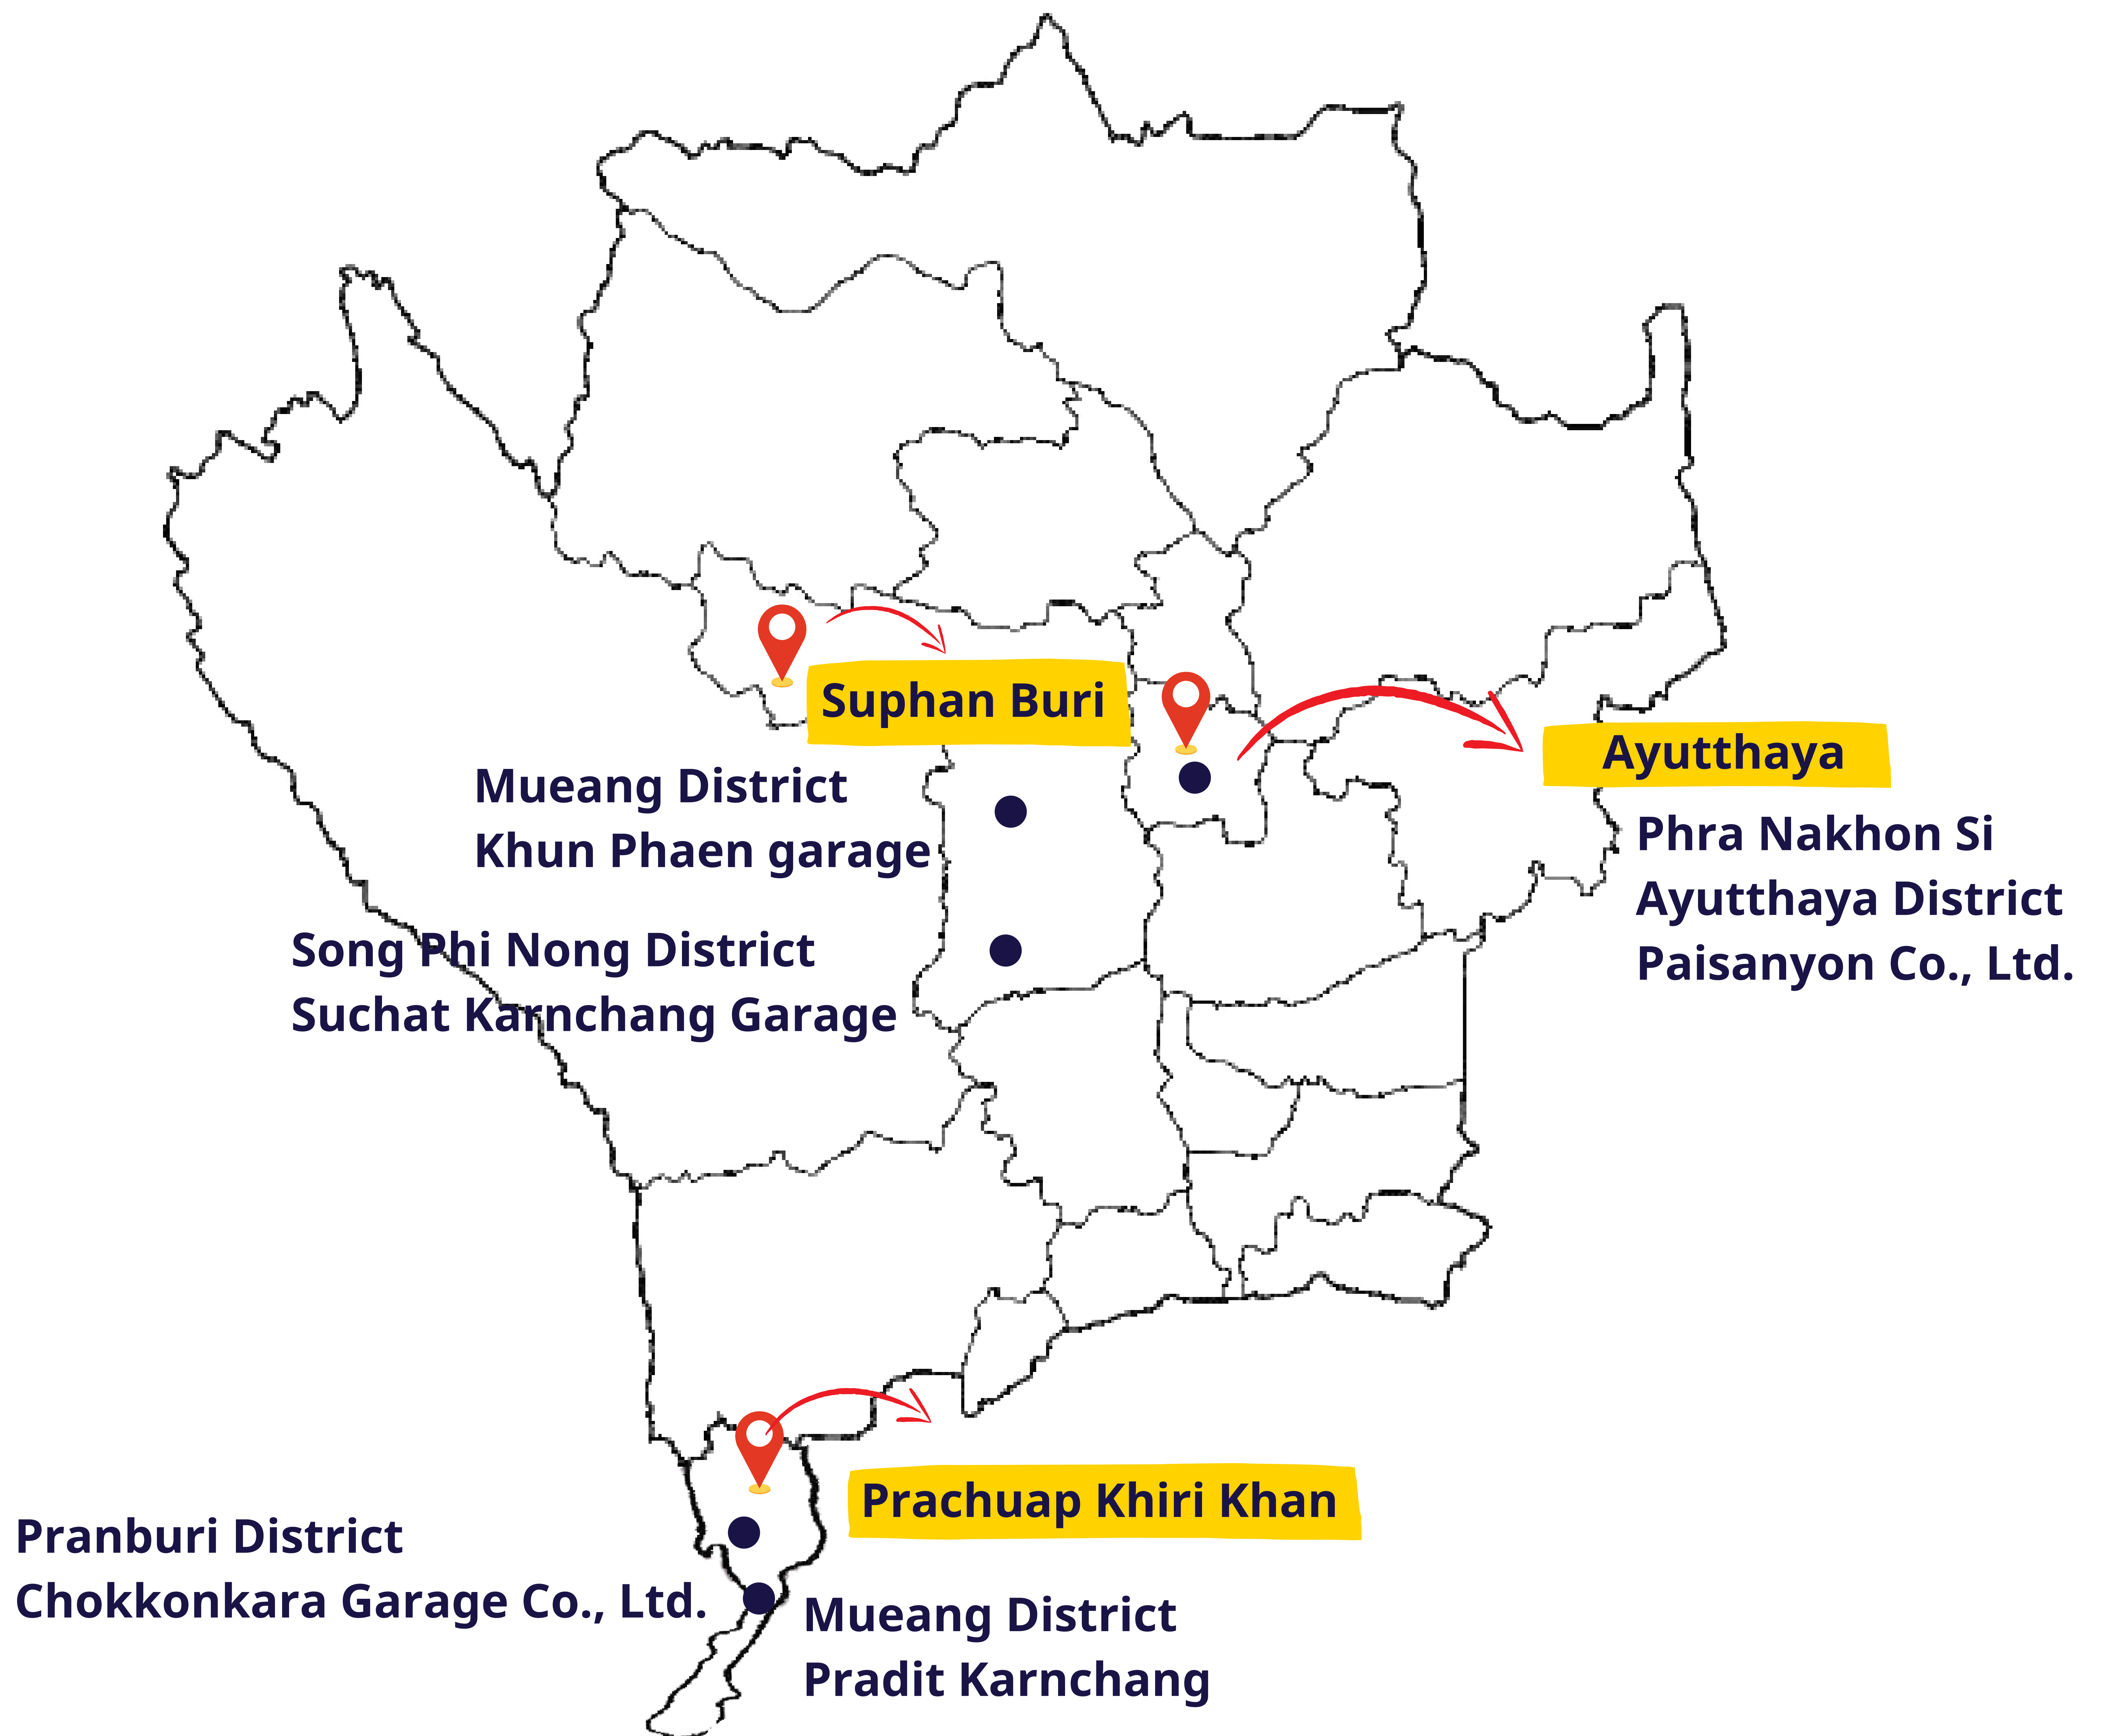 Suphan Buri
Mueang District
Khun Phaen garage
Song Phi Nong District
Suchat Karnchang Garage
Ayutthaya
Phra Nakhon Si
Ayutthaya District
Paisanyon Co., Ltd.
Prachuap Khiri Khan
Pranburi District
Chokkonkara Garage Co., Ltd.
Mueang District
Pradit Karnchang